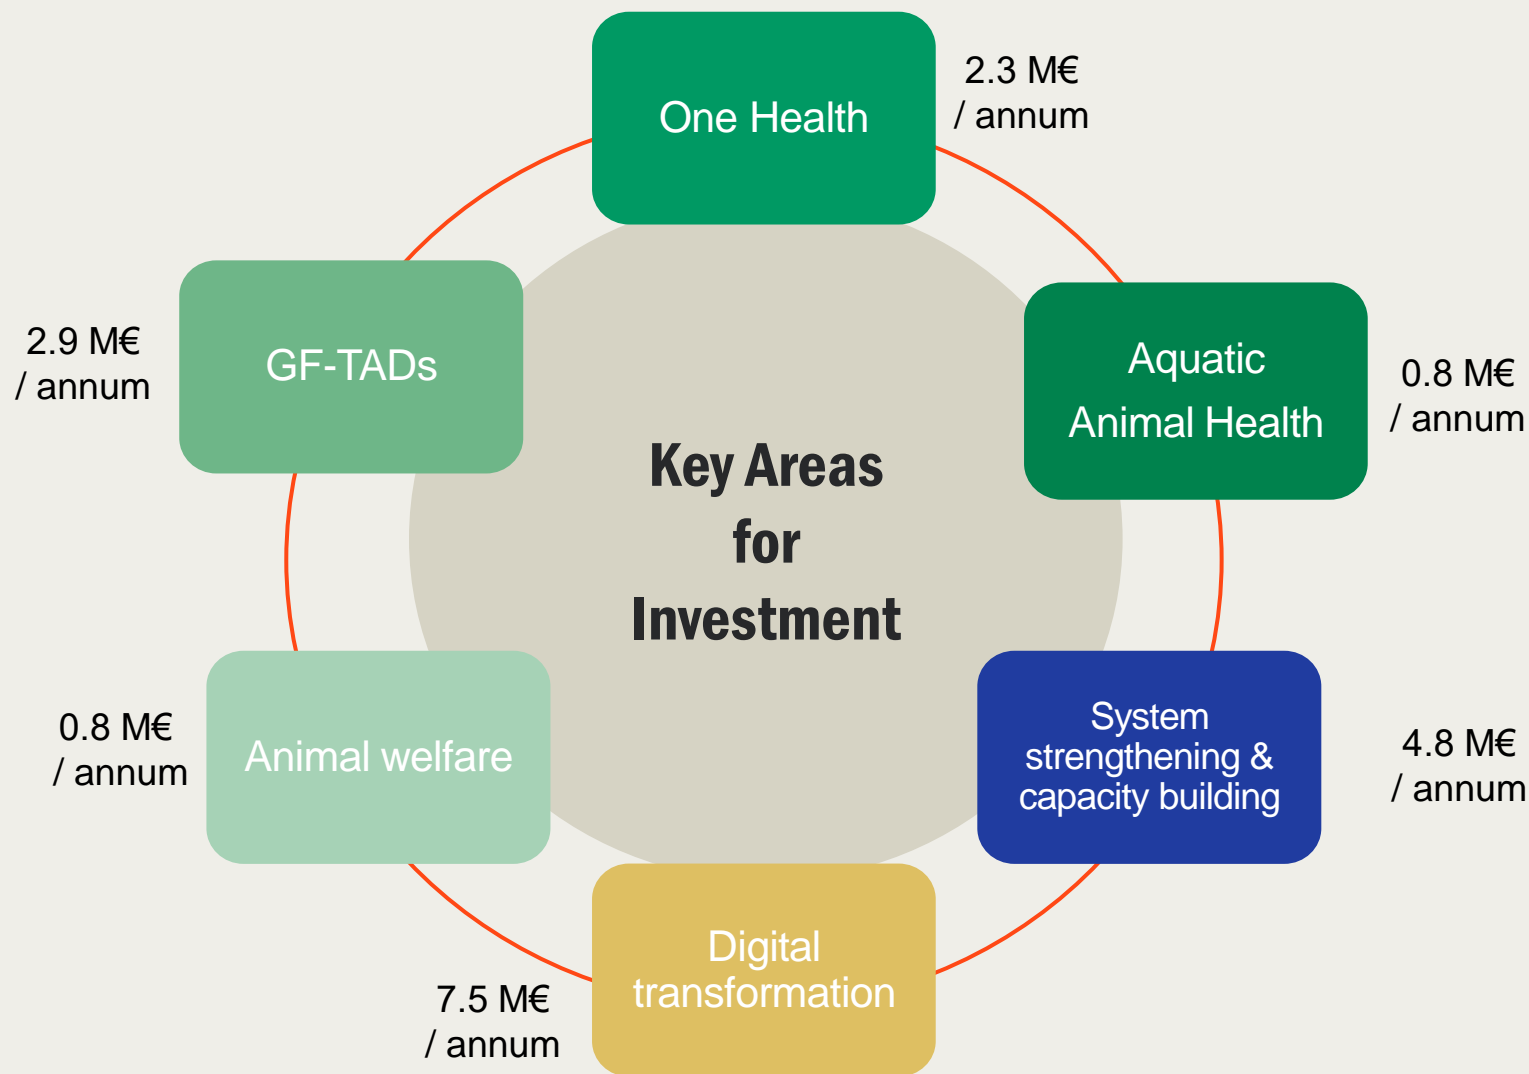 One Health
2.3 M€
/ annum
Aquatic
Animal Health
0.8 M€
/ annum
System
strengthening &
capacity building
4.8 M€
/ annum
Digital
transformation
7.5 M€
/ annum
Animal welfare
0.8 M€
/ annum
GF-TADs
2.9 M€
/ annum
Key Areas
for
Investment